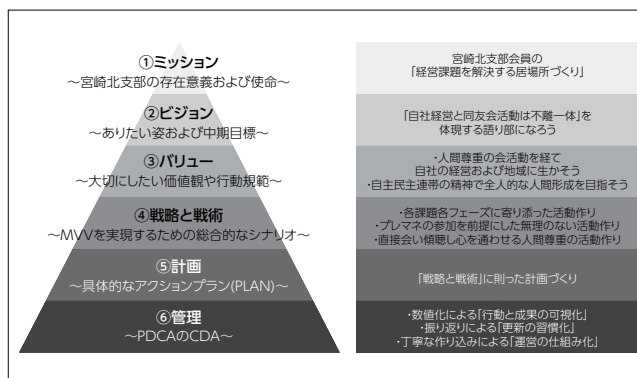 ①ミッション
～宮崎北支部の存在意義および使命～
宮崎北支部会員の
「経営課題を解決する居場所づくり」
②ビジョン
～ありたい姿および中期目標～
「自社経営と同友会活動は不離一体」を
体現する語り部になろう
③バリュー
～大切にしたい価値観や行動規範～
・人間尊重の会活動を経て
自社の経営および地域に生かそう
・自主民主連帯の精神で全人的な人間形成を目指そう
④戦略と戦術
～MVVを実現するための総合的なシナリオ～
・各課題各フェーズに寄り添った活動作り
・プレマネの参加を前提にした無理のない活動作り
・直接会い傾聴し心を通わせる人間尊重の活動作り
⑤計画
～具体的なアクションプラン(PLAN)～
「戦略と戦術」に則った計画づくり
⑥管理
～PDCAのCDA～
・数値化による「行動と成果の可視化」
・振り返りによる「更新の習慣化」
・丁寧な作り込みによる「運営の仕組み化」